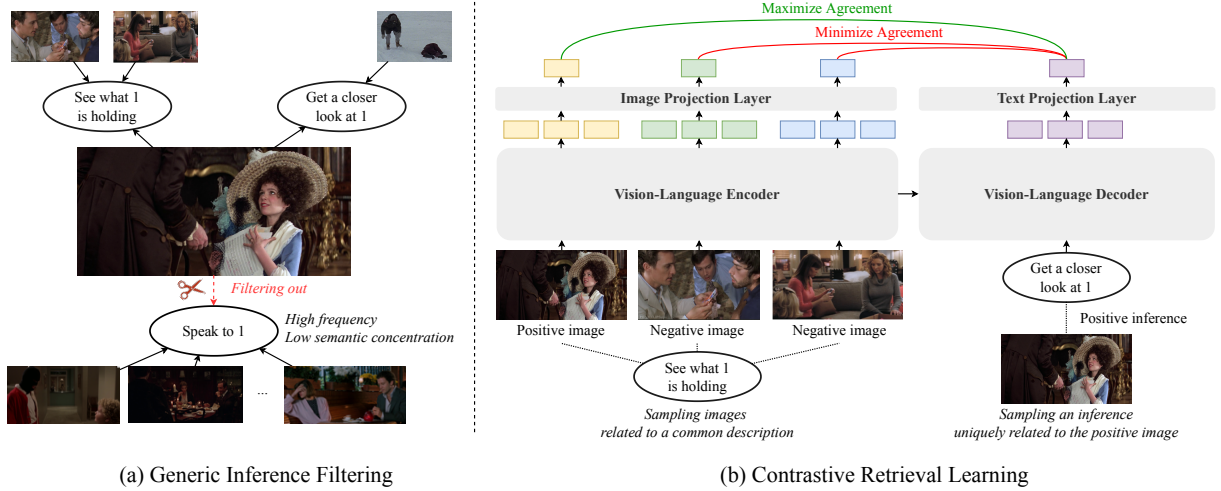 See what 1
is holding
Get a closer
look at 1
Filtering out
Speak to 1
High frequency
Low semantic concentration
...
(a) Generic Inference Filtering
Maximize Agreement
Minimize Agreement
Image Projection Layer
Text Projection Layer
Vision-Language Encoder
Vision-Language Decoder
Positive image
Negative image
Negative image
See what 1
is holding
Sampling images
related to a common description
Get a closer
look at 1
Positive inference
Sampling an inference
uniquely related to the positive image
(b) Contrastive Retrieval Learning